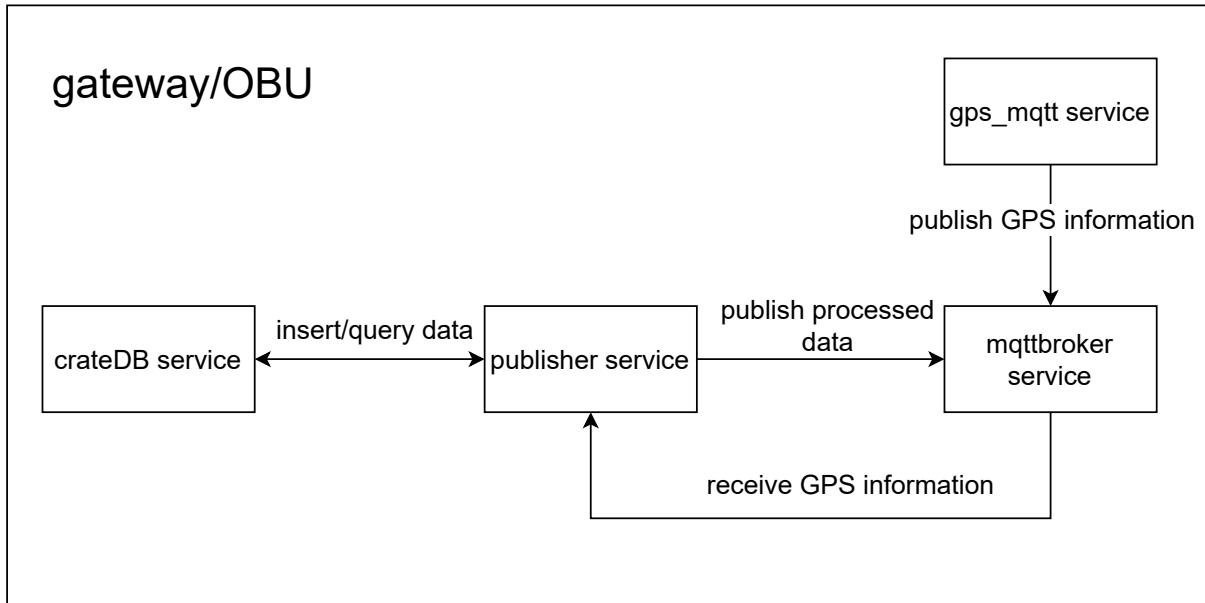 gateway/OBU
gps_mqtt service
publish GPS information
crateDB service
insert/query data
publisher service
publish processed
data
mqttbroker
service
receive GPS information